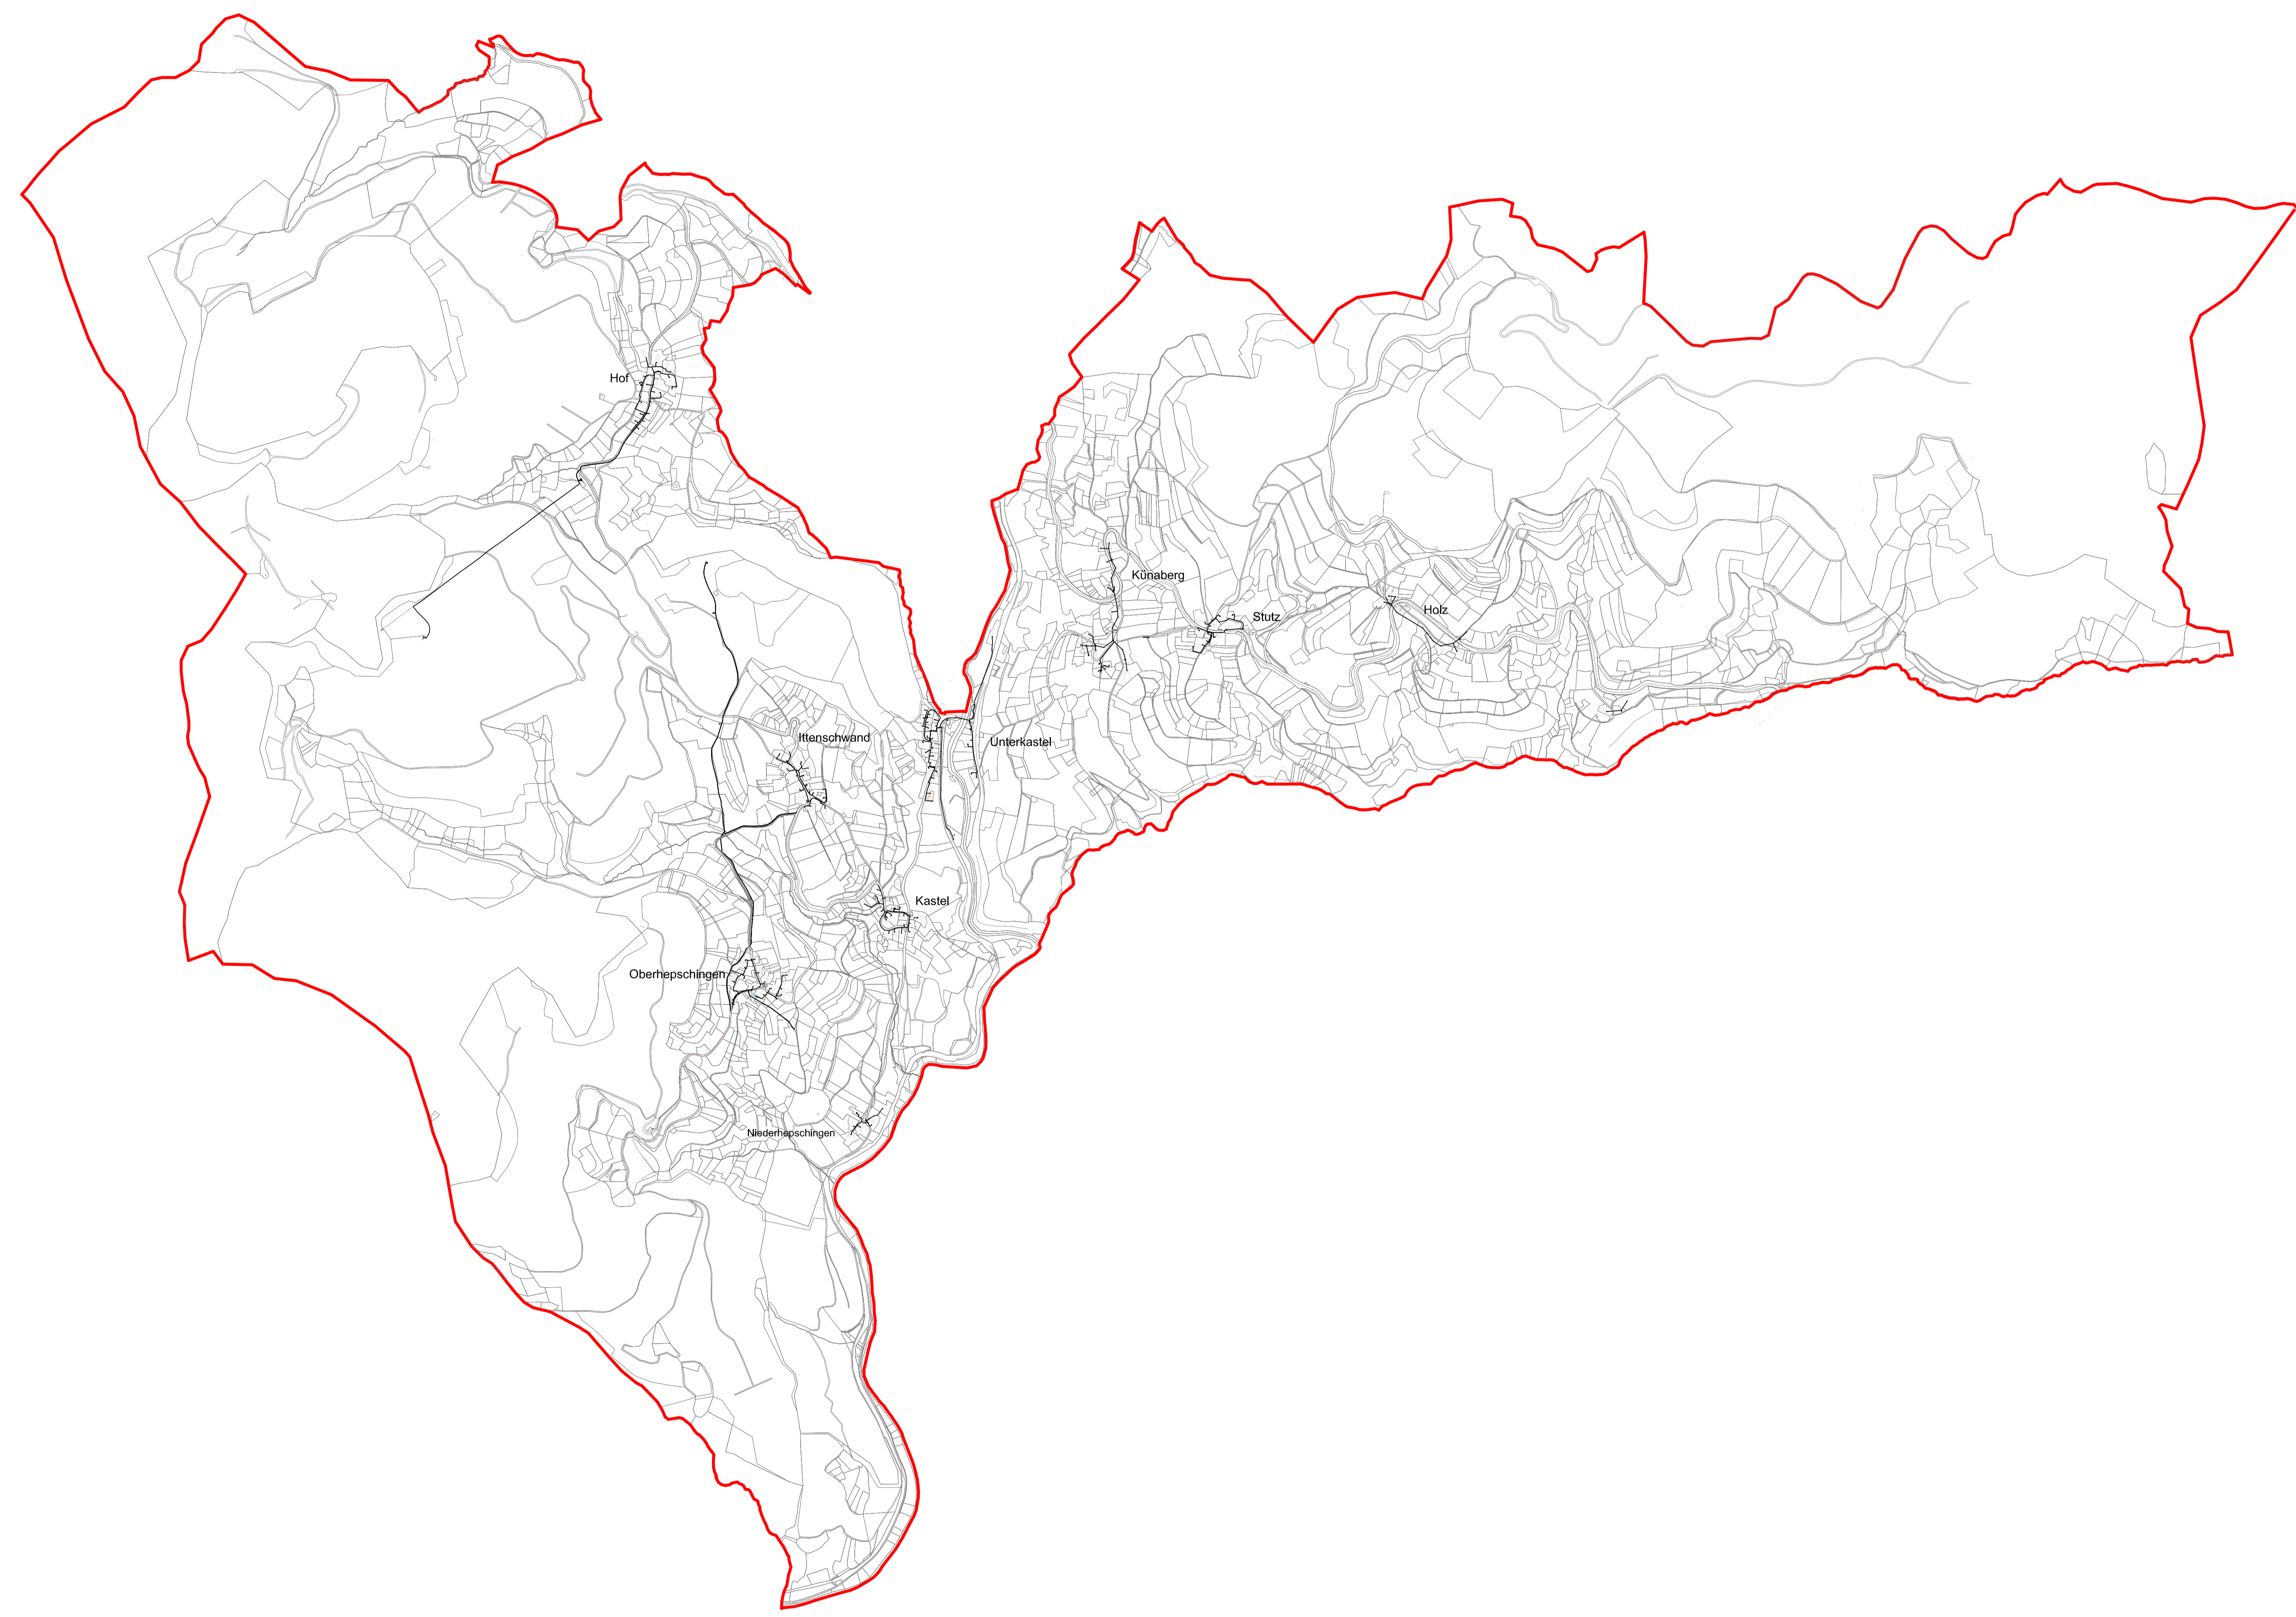 Hof
Künaberg
Stutz
Holz
Ittenschwand
Unterkastel
Kastel
Oberhepschingen
Niederhepschingen